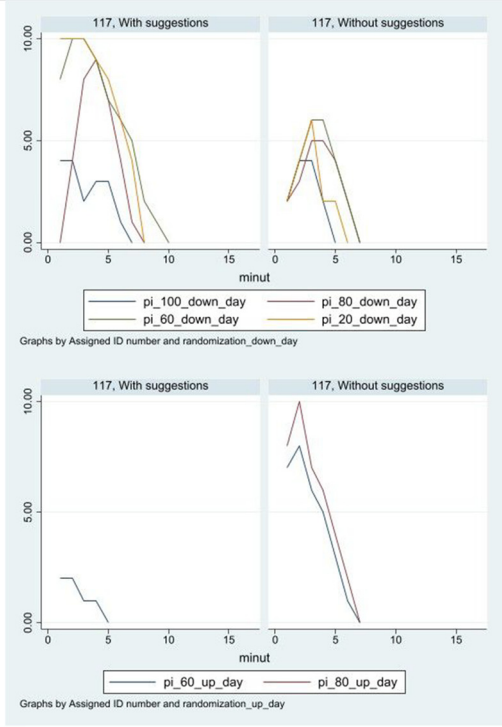 117, With suggestions
117, Without suggestions
10.00
5.00
0.00
0 5 10 15
0 5 10 15
minut
pi_100_down_day
pi_80_down_day
pi_60_down_day
pi_20_down_day
Graphs by Assigned ID number and randomization_down_day
117, With suggestions
117, Without suggestions
10.00
5.00
0.00
0 5 10 15
0 5 10 15
minut
pi_60_up_day
pi_80_up_day
Graphs by Assigned ID number and randomization_up_day